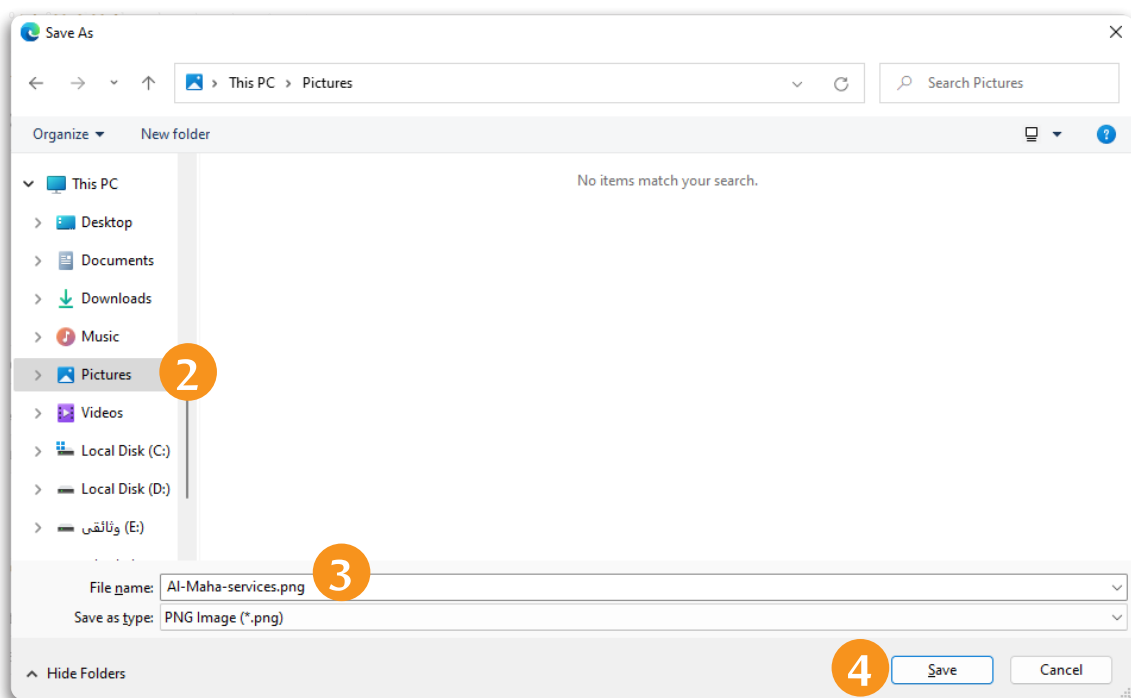 Save As
This PC > Pictures
Search Pictures
Organize
New folder
?
This PC
No items match your search.
Desktop
Documents
Downloads
Music
Pictures
2
Videos
Local Disk (C:)
Local Disk (D:)
وثائقي (E:)
3
File name: Al-Maha-services.png
Save as type: PNG Image (*.png)
Hide Folders
4
Save
Cancel